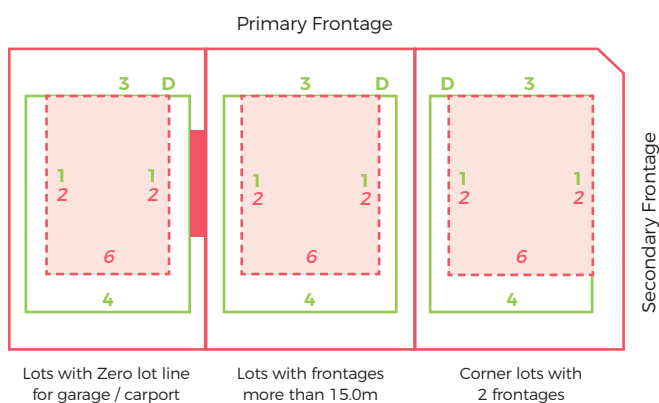 Primary Frontage
3 D 3 D D 3
1 1 1 1 1 1
2 2 2 2 2 2
6 6 6
4 4 4
Secondary Frontage
Lots with Zero lot line
for garage / carport
Lots with frontages
more than 15.0m
Corner lots with
2 frontages